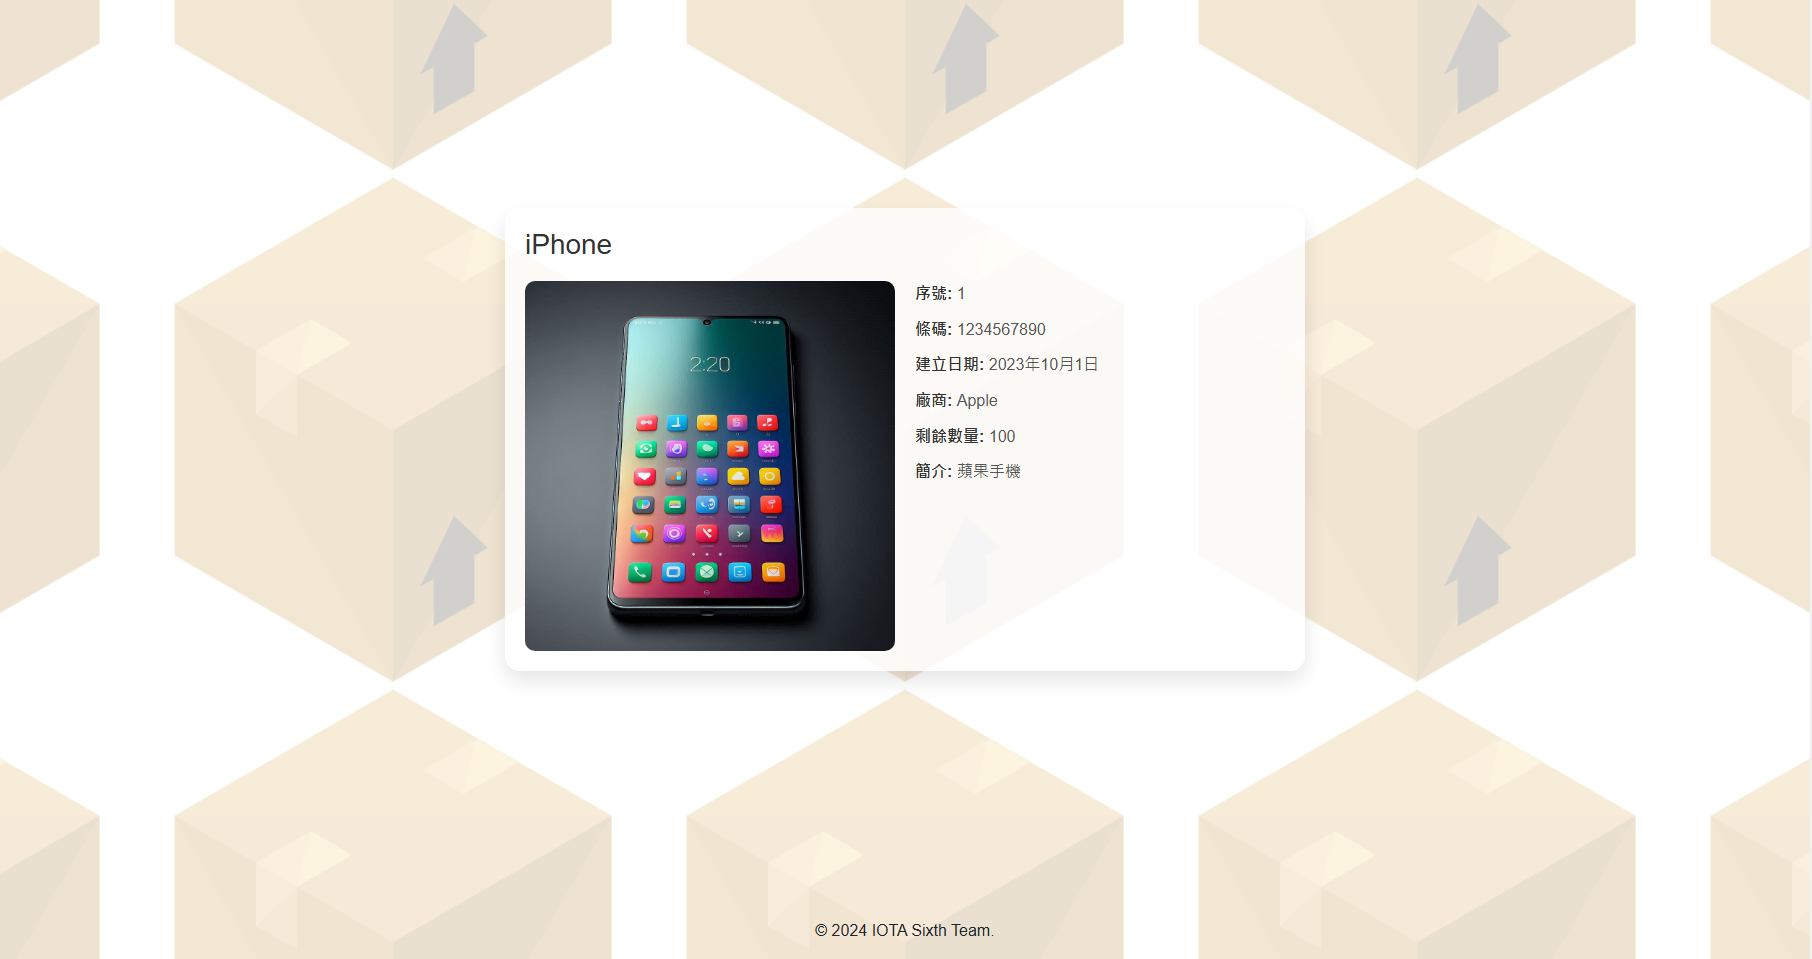 iPhone
2:20
序號: 1
條碼: 1234567890
建立日期: 2023年10月1日
廠商: Apple
剩餘數量: 100
簡介: 蘋果手機
© 2024 IOTA Sixth Team.